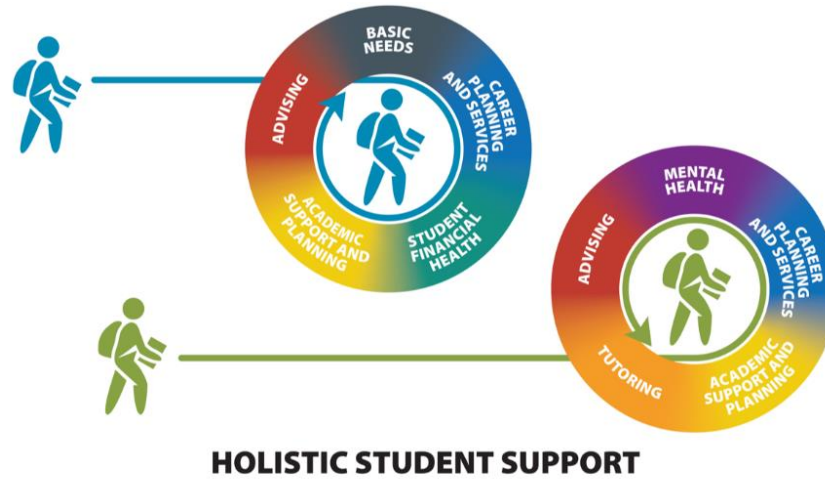 BASIC
NEEDS
CAREER
PLANNING
AND SERVICES
STUDENT
FINANCIAL
HEALTH
ACADEMIC
SUPPORT AND
PLANNING
ADVISING
MENTAL
HEALTH
CAREER
PLANNING
AND SERVICES
ACADEMIC
SUPPORT AND
PLANNING
TUTORING
ADVISING
HOLISTIC STUDENT SUPPORT